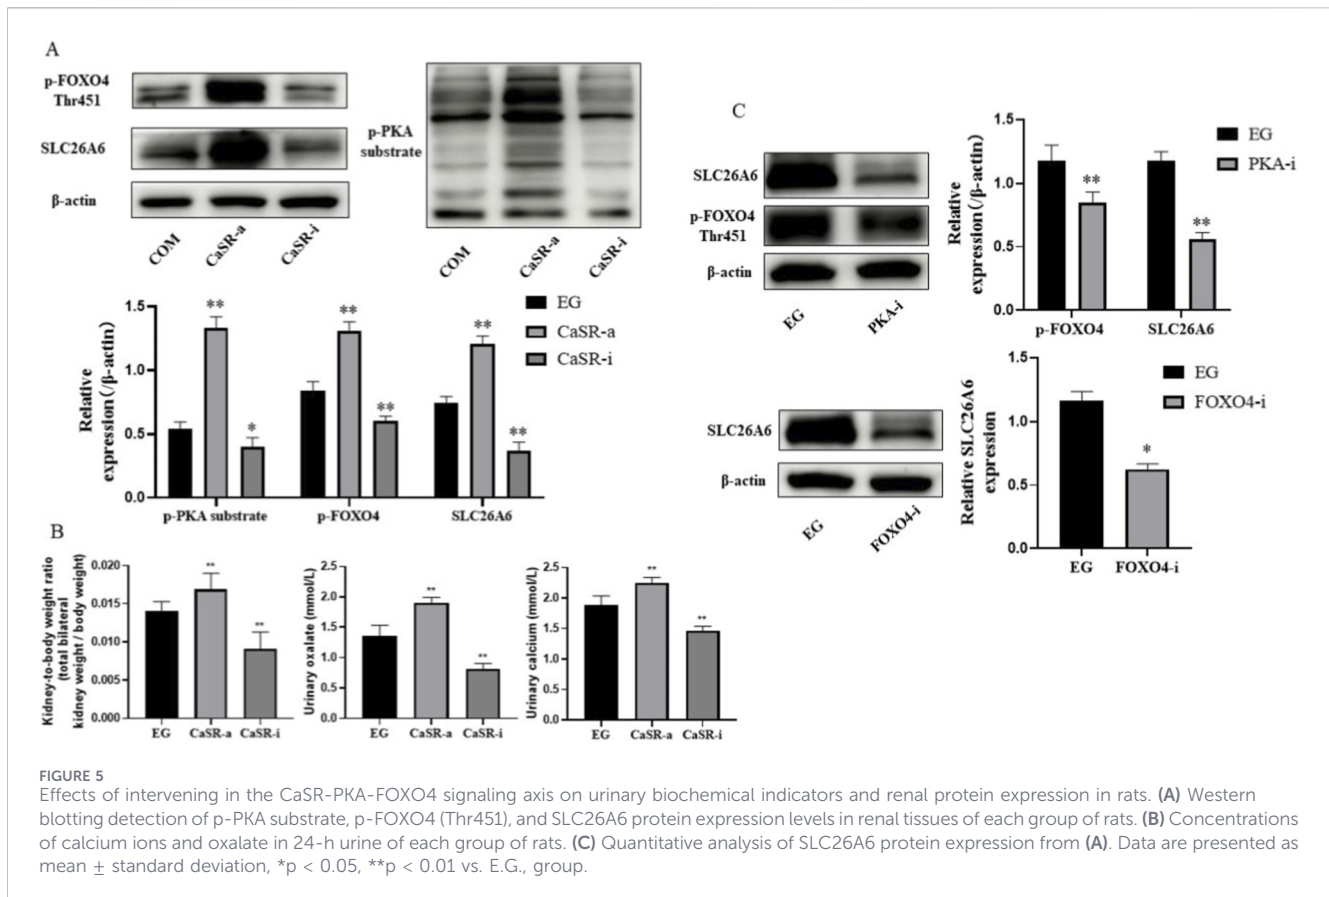 A
p-FOXO4
Thr451
SLC26A6
β-actin
COM
CaSR-a
CaSR-i
p-PKA
substrate
COM
CaSR-a
CaSR-i
Relative
expression(/β-actin)
1.5
1.0
0.5
0.0
**
*
**
**
**
**
p-PKA substrate
p-FOXO4
SLC26A6
EG
CaSR-a
CaSR-i
B
Kidney-to-body weight ratio
(total bilateral
kidney weight / body weight)
0.020
0.015
0.010
0.005
0.000
**
**
EG
CaSR-a
CaSR-i
Urinary oxalate (mmol/L)
2.5
2.0
1.5
1.0
0.5
0.0
**
**
EG
CaSR-a
CaSR-i
Urinary calcium (mmol/L)
2.5
2.0
1.5
1.0
0.5
0.0
**
**
EG
CaSR-a
CaSR-i
C
SLC26A6
p-FOXO4
Thr451
β-actin
EG
PKA-i
Relative
expression(/β-actin)
1.5
1.0
0.5
0.0
**
**
p-FOXO4
SLC26A6
EG
PKA-i
SLC26A6
β-actin
EG
FOXO4-i
Relative SLC26A6
expression
1.5
1.0
0.5
0.0
*
EG
FOXO4-i
EG
FOXO4-i
FIGURE 5
Effects of intervening in the CaSR-PKA-FOXO4 signaling axis on urinary biochemical indicators and renal protein expression in rats. (A) Western
blotting detection of p-PKA substrate, p-FOXO4 (Thr451), and SLC26A6 protein expression levels in renal tissues of each group of rats. (B) Concentrations
of calcium ions and oxalate in 24-h urine of each group of rats. (C) Quantitative analysis of SLC26A6 protein expression from (A). Data are presented as
mean ± standard deviation, *p < 0.05, **p < 0.01 vs. E.G., group.